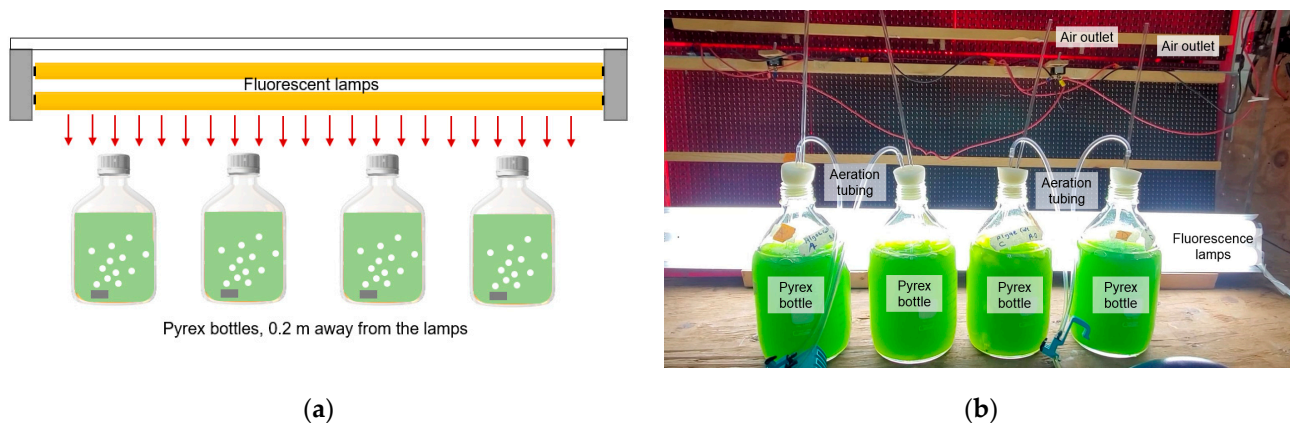 Fluorescent lamps
Pyrex bottles, 0.2 m away from the lamps
(a)
Air outlet
Air outlet
Aeration
tubing
Aeration
tubing
Fluorescence
lamps
Pyrex
bottle
Pyrex
bottle
Pyrex
bottle
Pyrex
bottle
(b)